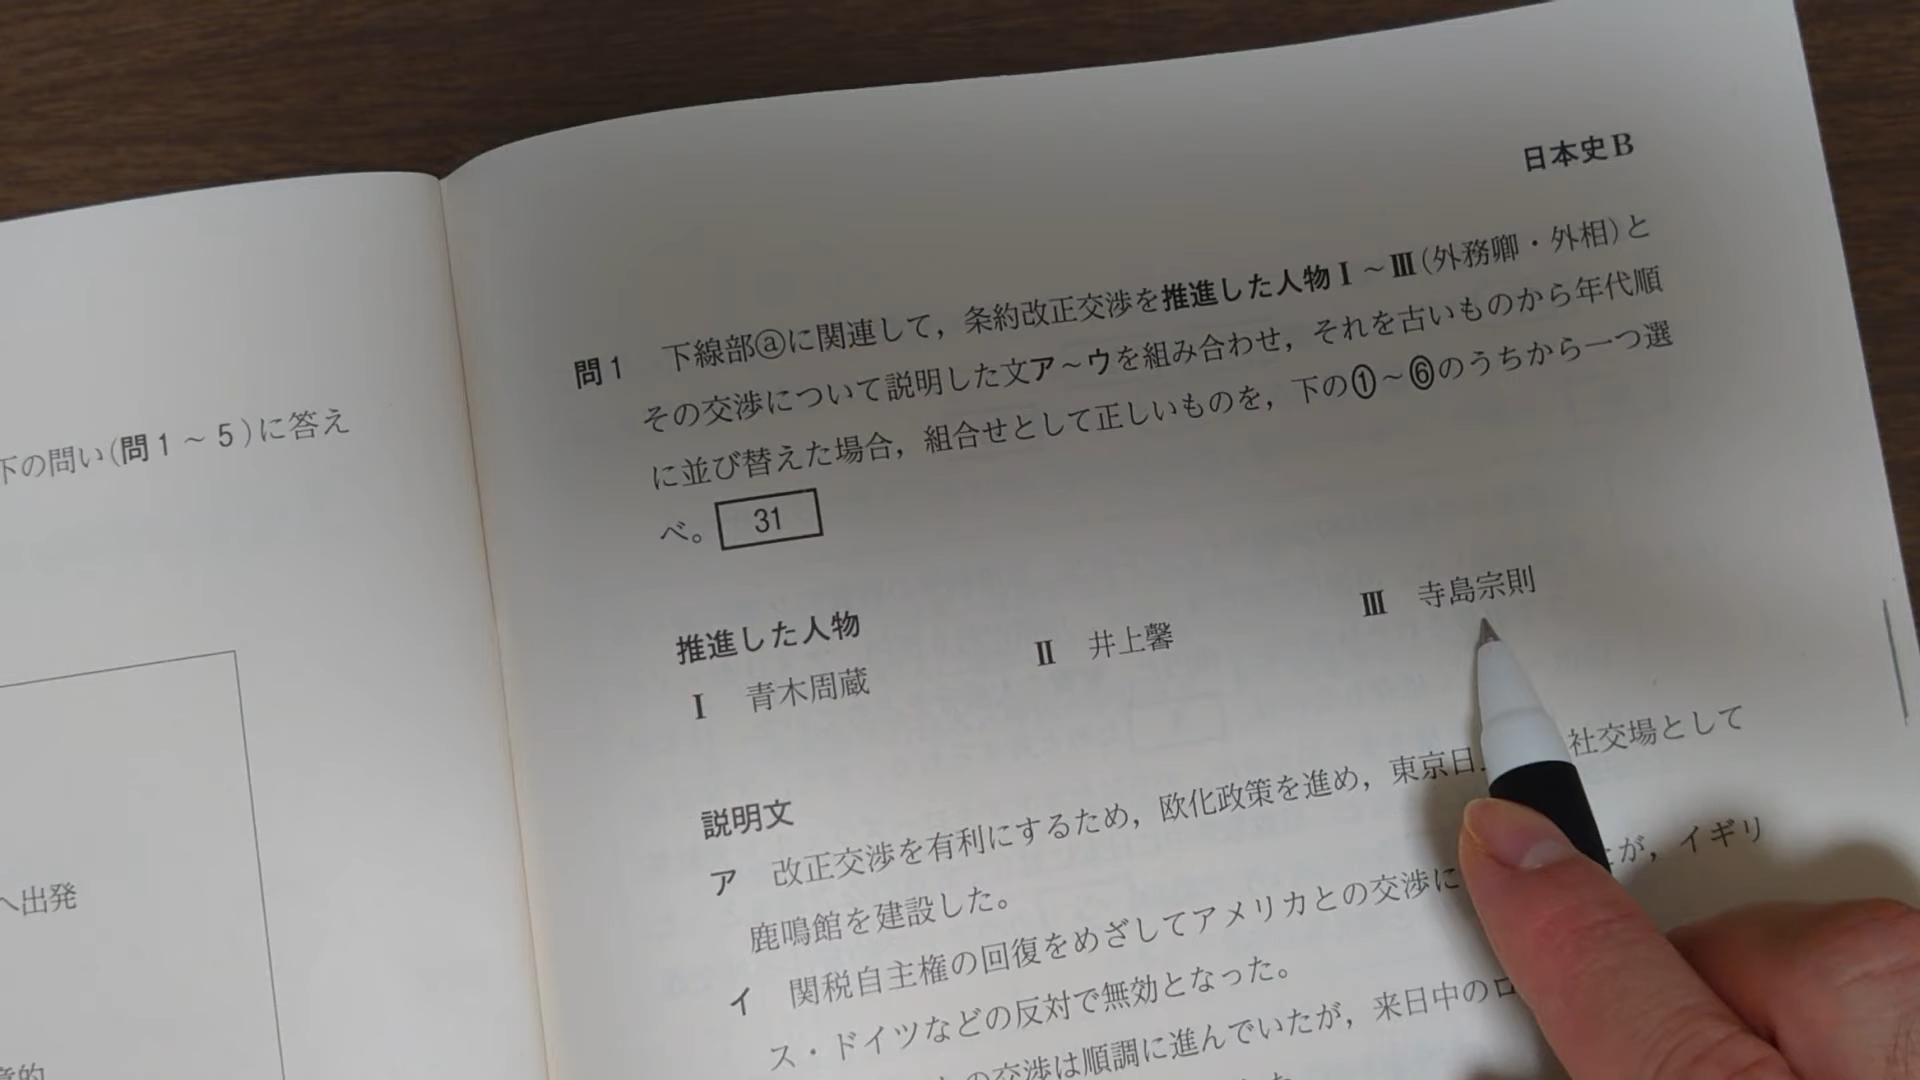 下の問い(問1～5)に答え
へ出発
意的
日本史B
問1 下線部ⓐに関連して，条約改正交渉を推進した人物Ⅰ～Ⅲ(外務卿・外相)と
その交渉について説明した文ア～ウを組み合わせ，それを古いものから年代順
に並び替えた場合，組合せとして正しいものを，下の①～⑥のうちから一つ選
べ。 31
推進した人物
Ⅰ 青木周蔵 Ⅱ 井上馨 Ⅲ 寺島宗則
説明文
ア 改正交渉を有利にするため，欧化政策を進め，東京日 社交場として
鹿鳴館を建設した。
イ 関税自主権の回復をめざしてアメリカとの交渉に が，イギリ
ス・ドイツなどの反対で無効となった。
の交渉は順調に進んでいたが，来日中のロ